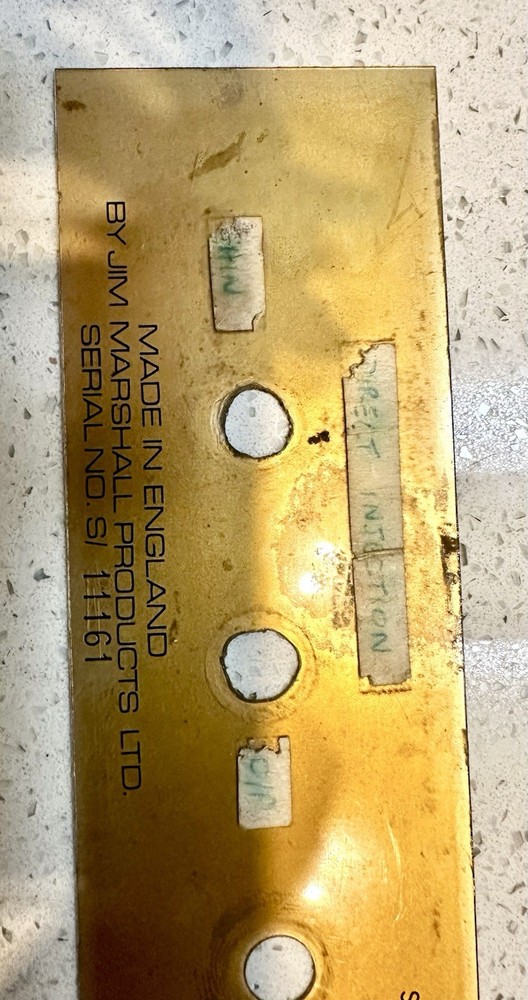 MADE IN ENGLAND
BY JIM MARSHALL PRODUCTS LTD.
SERIAL NO. S/ 11161
DIRECT INJECTION
O/P